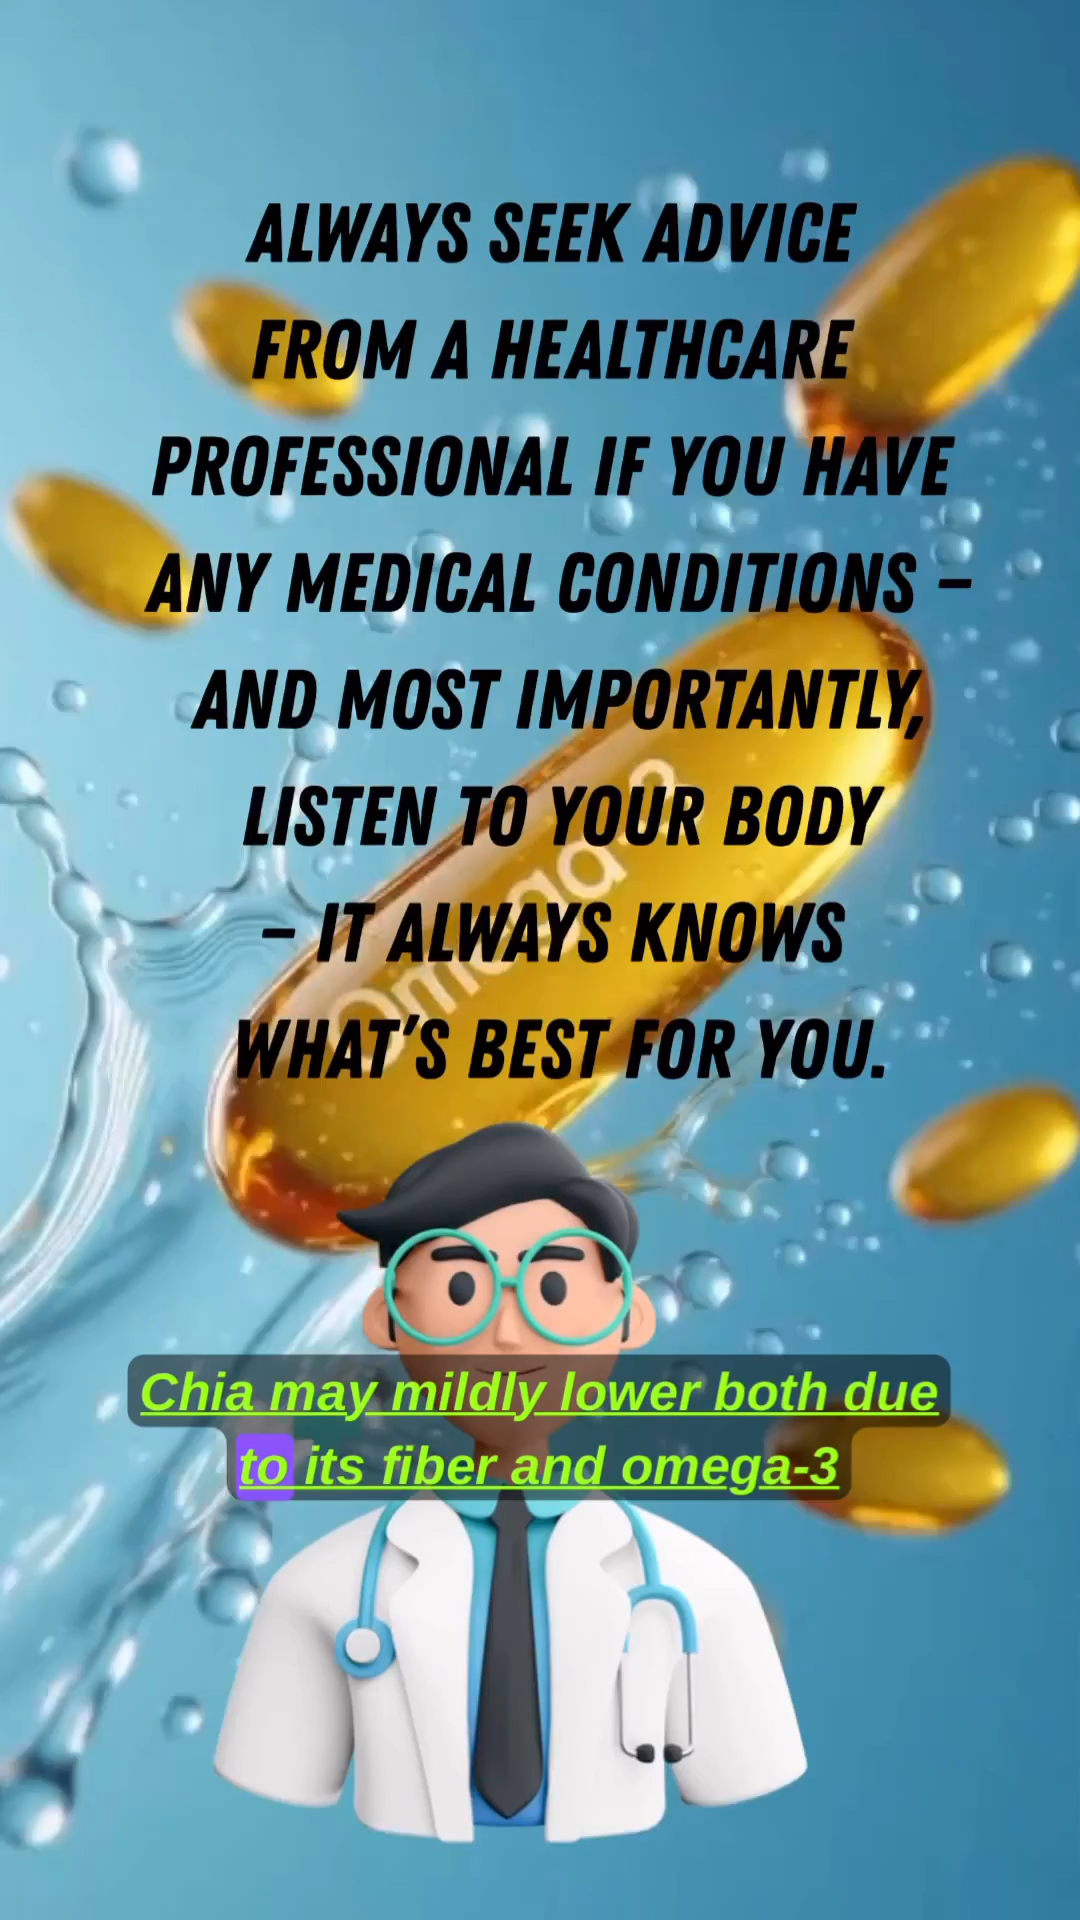 ALWAYS SEEK ADVICE
FROM A HEALTHCARE
PROFESSIONAL IF YOU HAVE
ANY MEDICAL CONDITIONS –
AND MOST IMPORTANTLY,
LISTEN TO YOUR BODY
– IT ALWAYS KNOWS
WHAT'S BEST FOR YOU.
Omega 3
Chia may mildly lower both due
to its fiber and omega-3